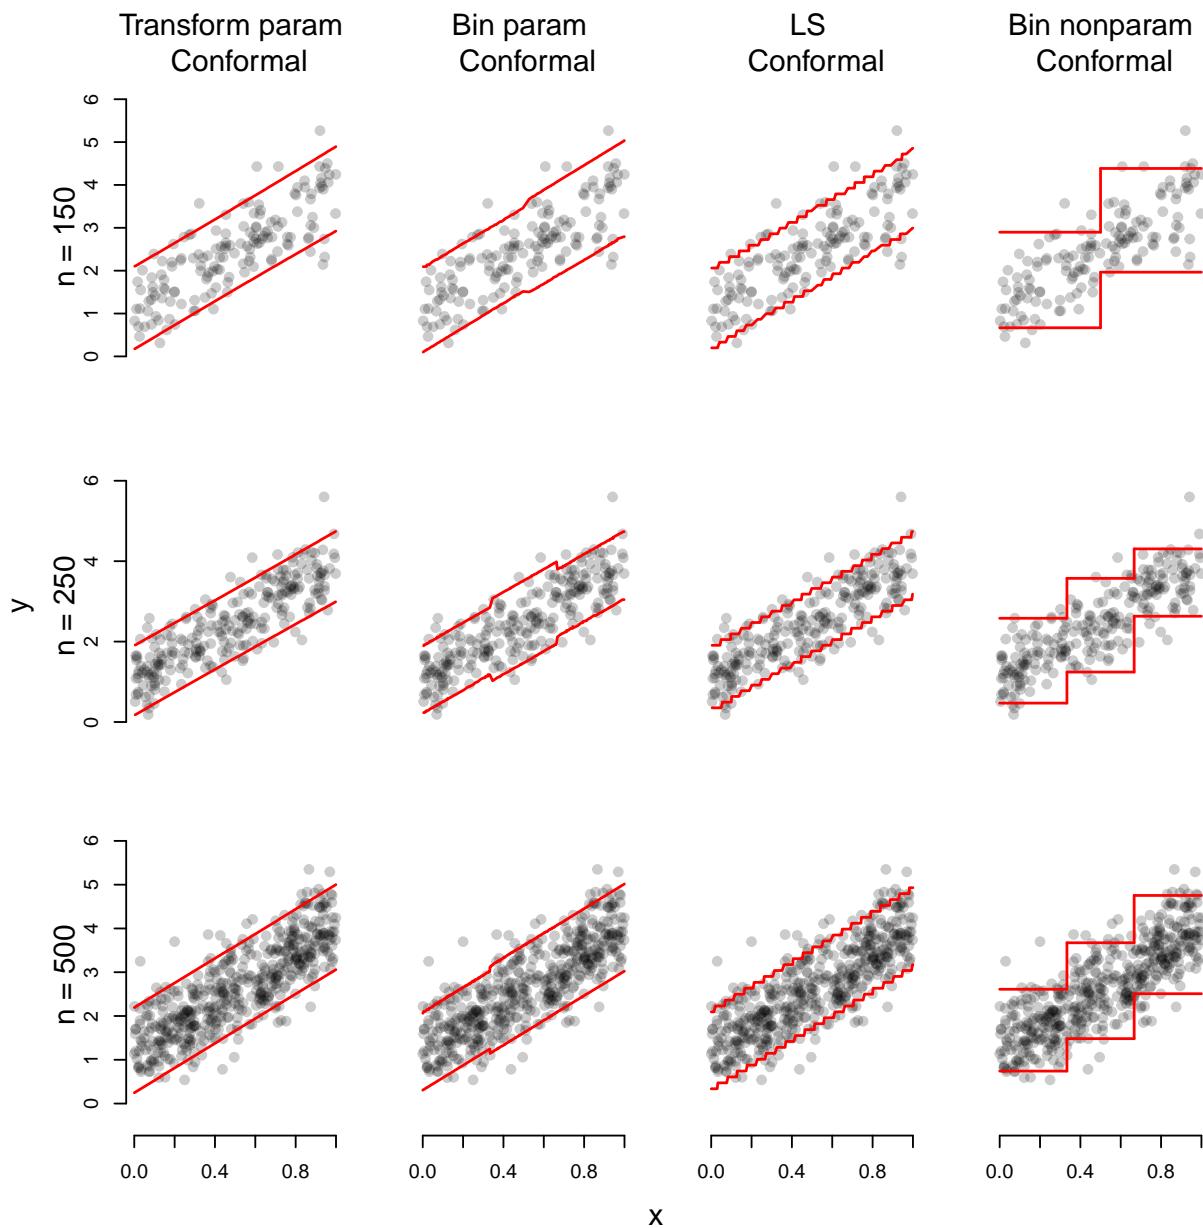 Transform param
Conformal
Bin param
Conformal
LS
Conformal
Bin nonparam
Conformal
y
n = 150
0 1 2 3 4 5 6
n = 250
0 2 4 6
n = 500
0 1 2 3 4 5 6
0.0 0.4 0.8
0.0 0.4 0.8
0.0 0.4 0.8
0.0 0.4 0.8
x